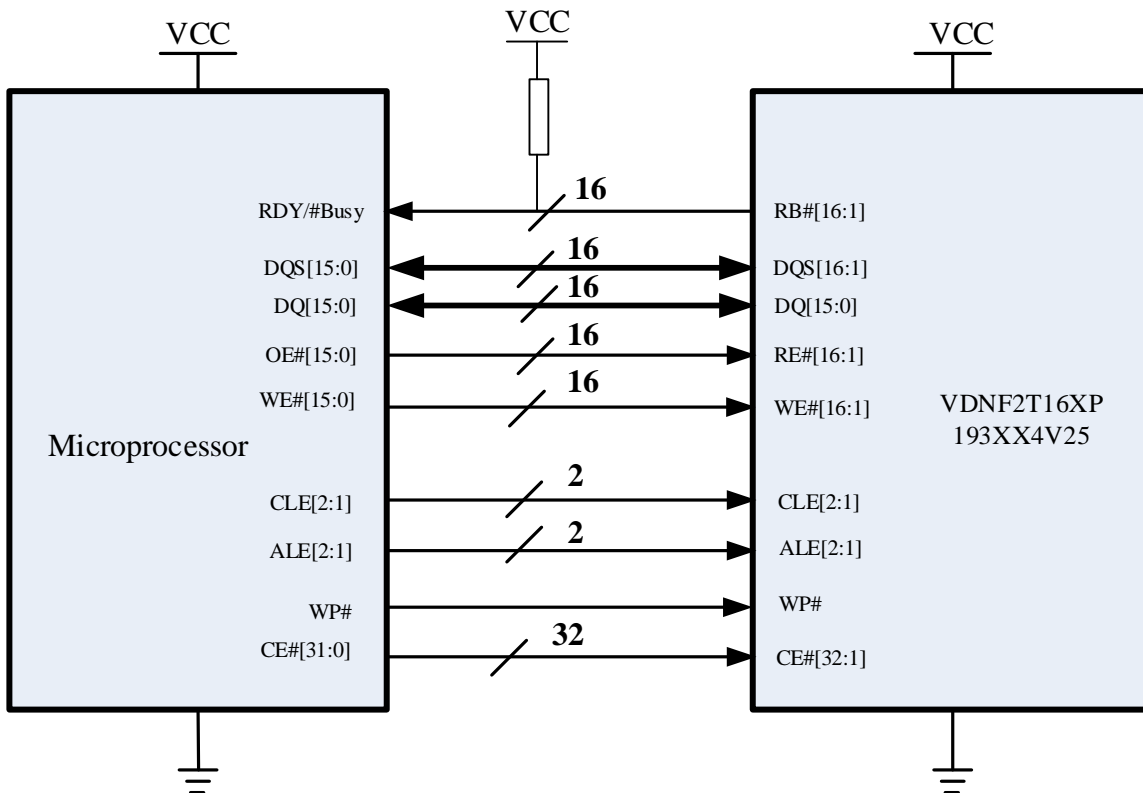 VCC
VCC
VCC
16
RDY/#Busy
RB#[16:1]
16
DQS[15:0]
DQS[16:1]
16
DQ[15:0]
DQ[15:0]
16
OE#[15:0]
RE#[16:1]
16
WE#[15:0]
WE#[16:1]
VDNF2T16XP
193XX4V25
Microprocessor
2
CLE[2:1]
CLE[2:1]
2
ALE[2:1]
ALE[2:1]
WP#
WP#
32
CE#[31:0]
CE#[32:1]